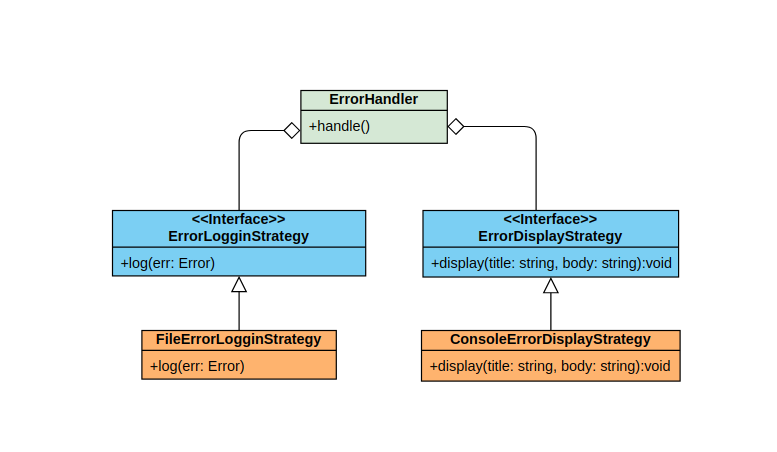 ErrorHandler
+handle()
<<Interface>>
ErrorLogginStrategy
+log(err: Error)
<<Interface>>
ErrorDisplayStrategy
+display(title: string, body: string):void
FileErrorLogginStrategy
+log(err: Error)
ConsoleErrorDisplayStrategy
+display(title: string, body: string):void